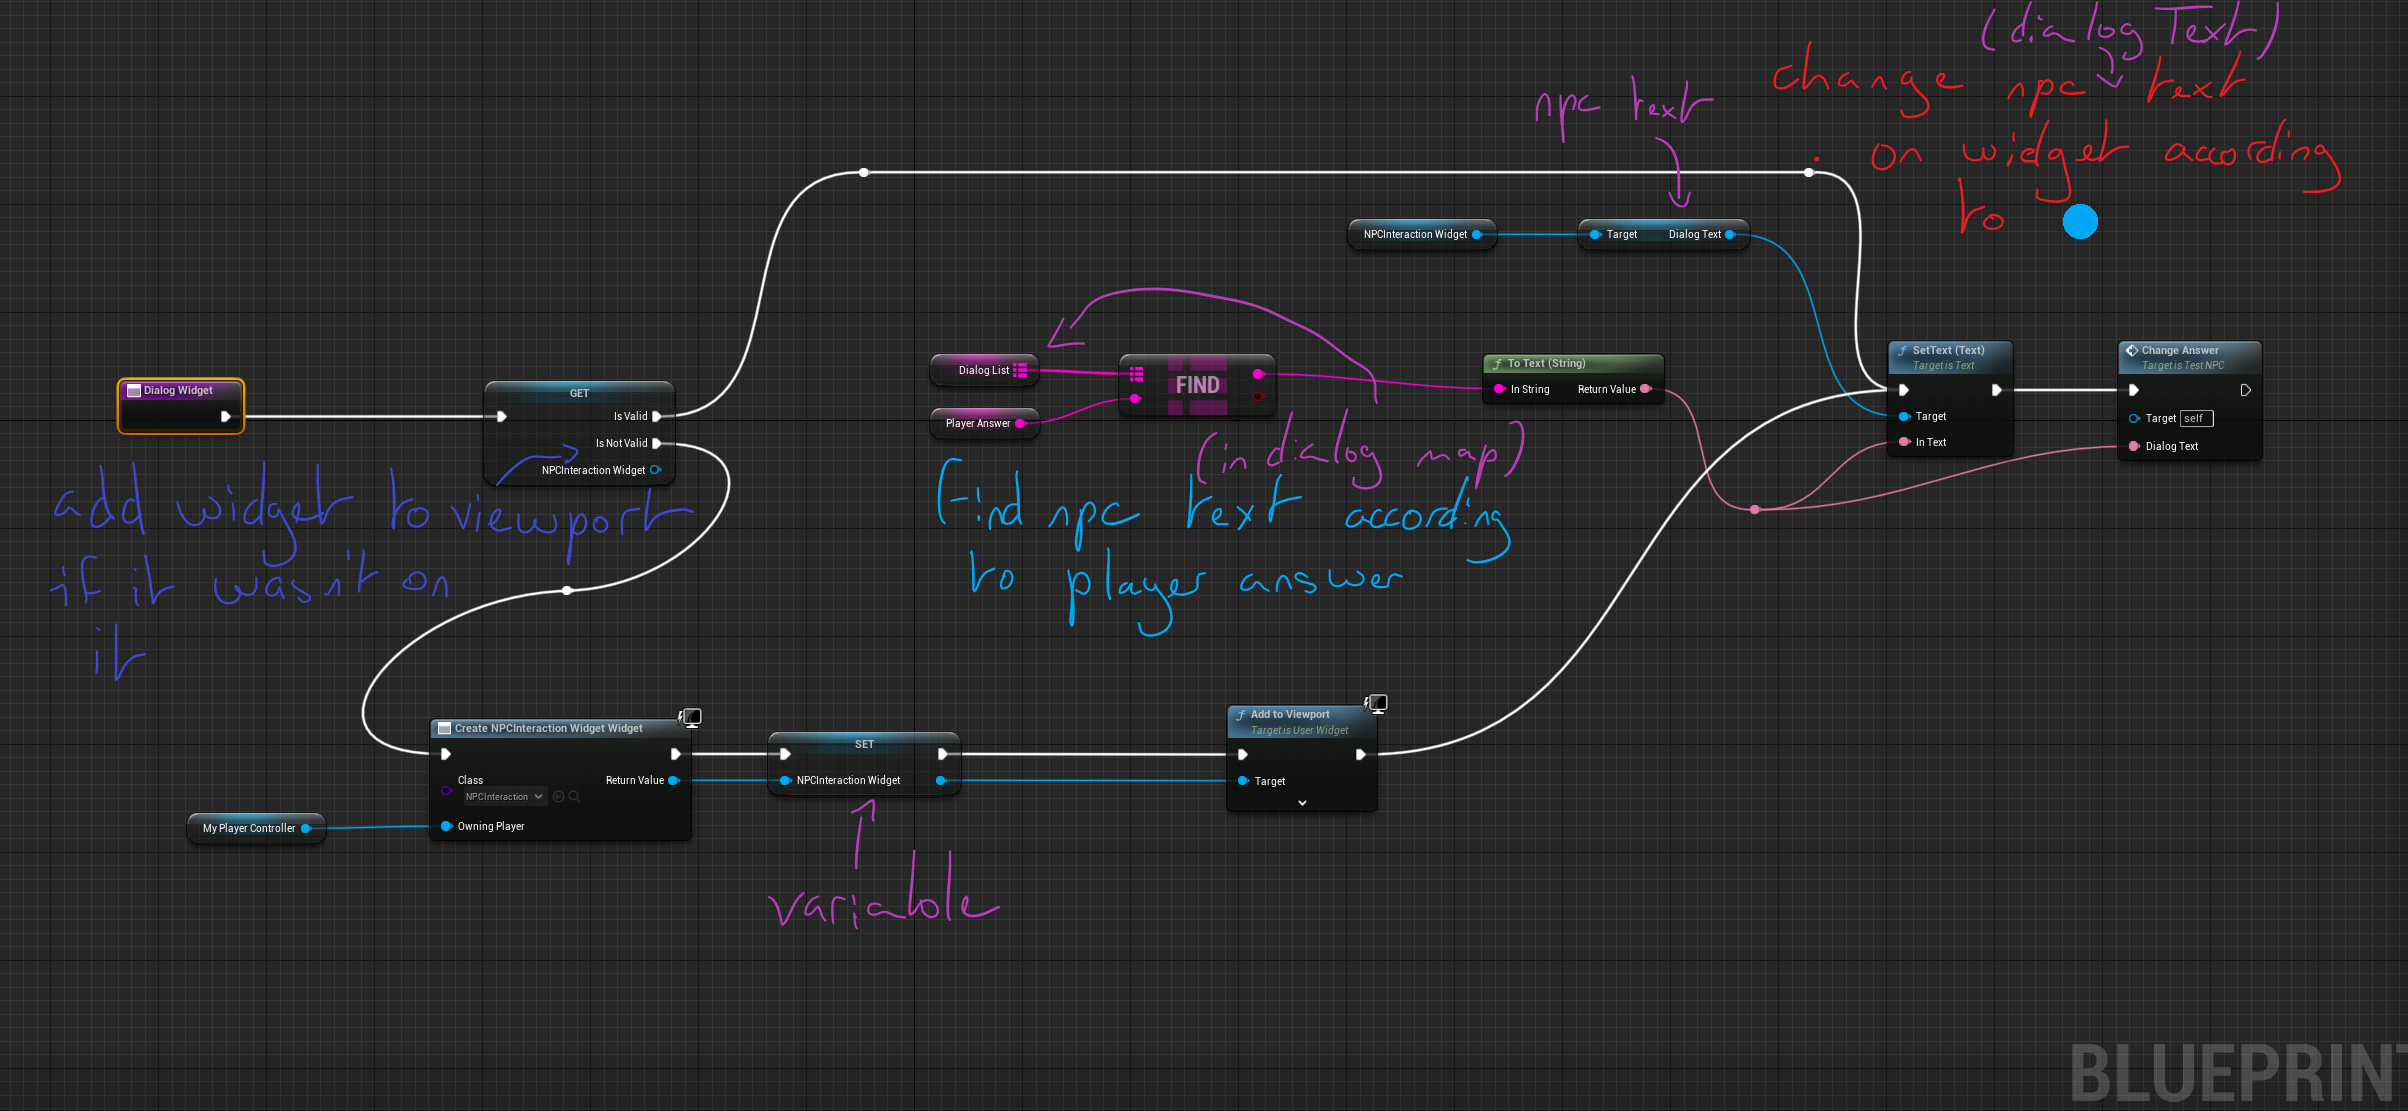 (dialog Text)
change npc text
on widget according
to
npc text
NPCInteraction Widget
Target Dialog Text
Dialog Widget
GET
Is Valid
Is Not Valid
NPCInteraction Widget
add widget to viewport
if it wasn't on
it
Dialog List
Player Answer
FIND
(in dialog map)
Find npc text according
to player answer
f To Text (String)
In String Return Value
f SetText (Text)
Target is Text
Target
In Text
Change Answer
Target is Test NPC
Target self
Dialog Text
Create NPCInteraction Widget Widget
Class
NPCInteraction
Return Value
Owning Player
My Player Controller
SET
NPCInteraction Widget
variable
f Add to Viewport
Target is User Widget
Target
BLUEPRINT